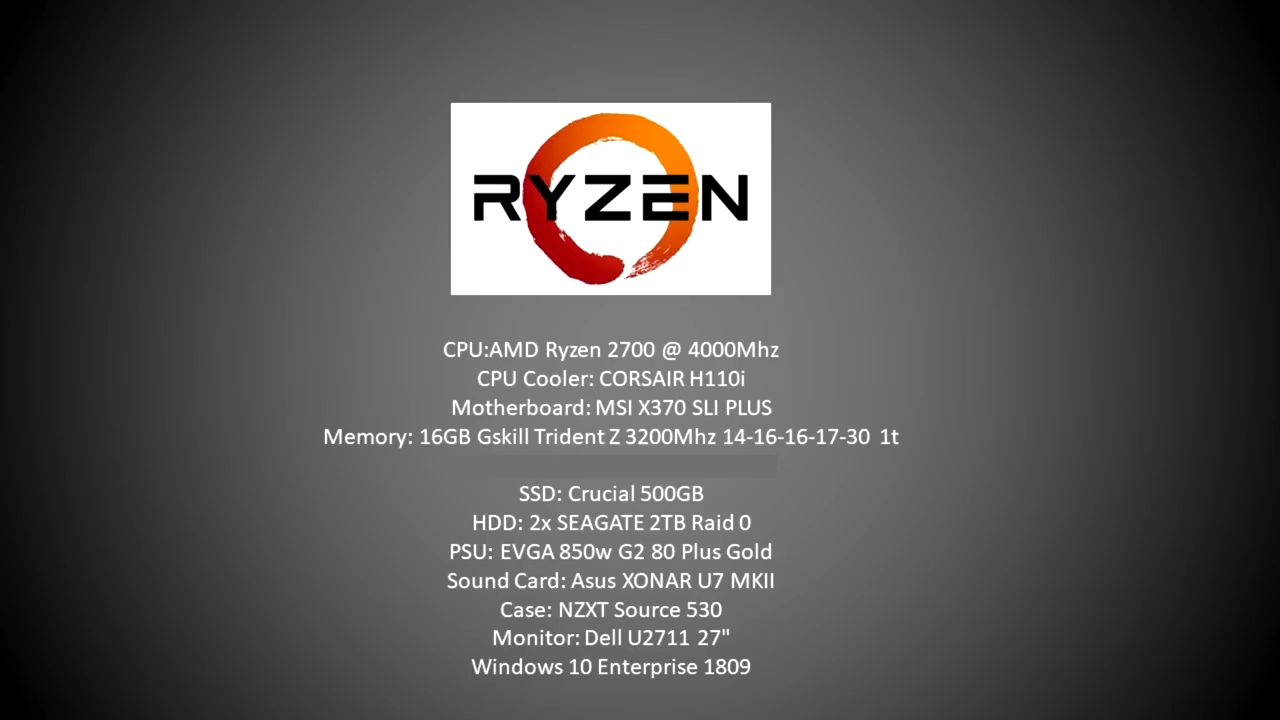 RYZEN
CPU:AMD Ryzen 2700 @ 4000Mhz
CPU Cooler: CORSAIR H110i
Motherboard: MSI X370 SLI PLUS
Memory: 16GB Gskill Trident Z 3200Mhz 14-16-16-17-30 1t
SSD: Crucial 500GB
HDD: 2x SEAGATE 2TB Raid 0
PSU: EVGA 850w G2 80 Plus Gold
Sound Card: Asus XONAR U7 MKII
Case: NZXT Source 530
Monitor: Dell U2711 27"
Windows 10 Enterprise 1809